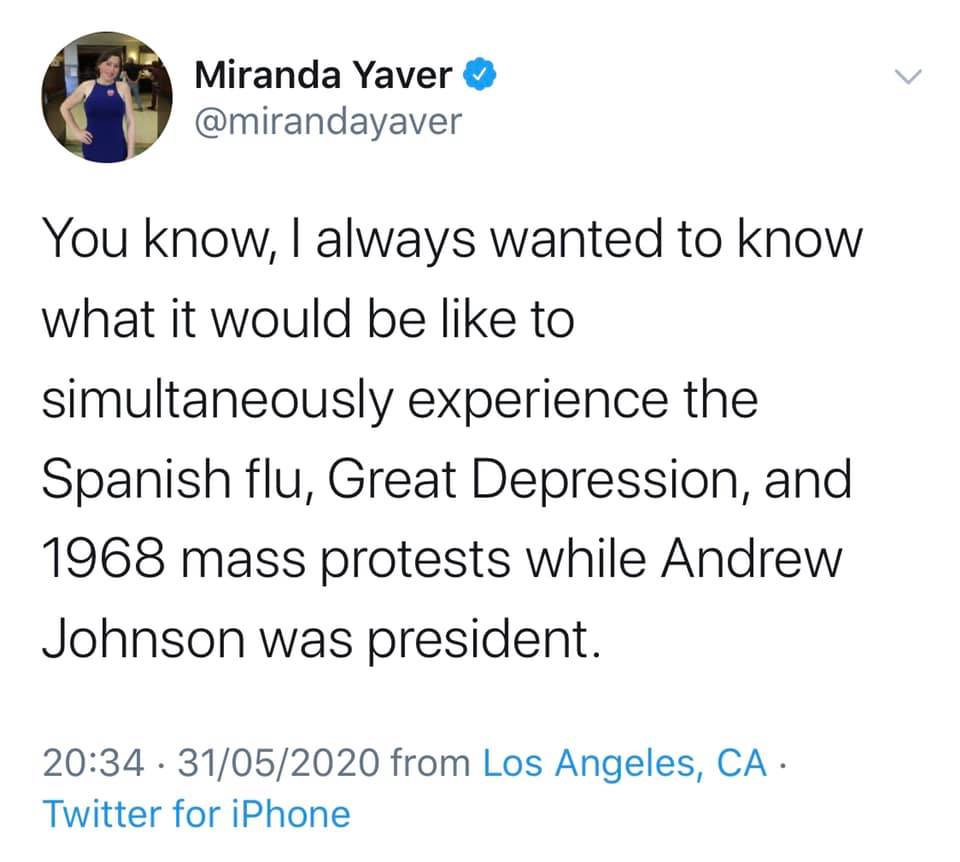 Miranda Yaver
@mirandayaver
You know, I always wanted to know
what it would be like to
simultaneously experience the
Spanish flu, Great Depression, and
1968 mass protests while Andrew
Johnson was president.
20:34 · 31/05/2020 from Los Angeles, CA ·
Twitter for iPhone